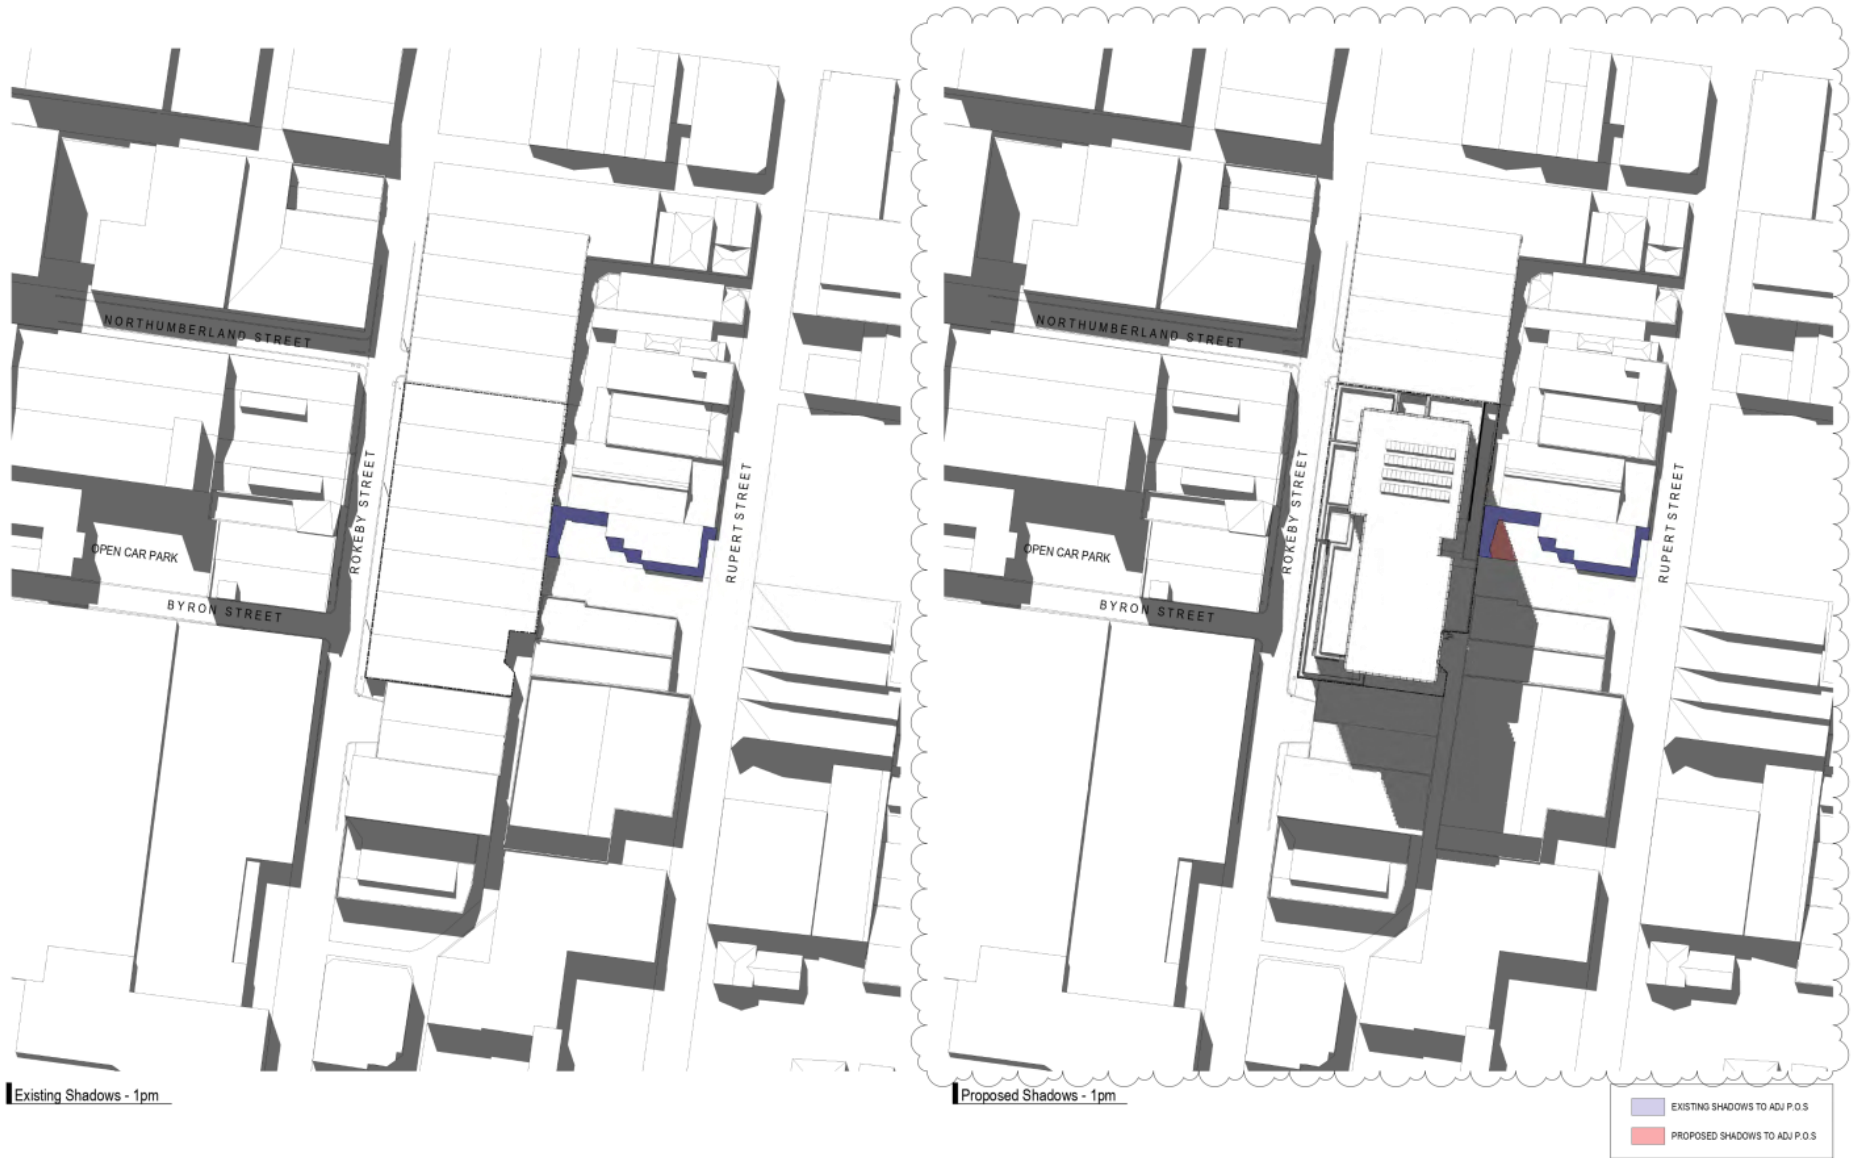 NORTHUMBERLAND STREET
ROKEBY STREET
RUPERT STREET
OPEN CAR PARK
BYRON STREET
Existing Shadows - 1pm
NORTHUMBERLAND STREET
ROKEBY STREET
RUPERT STREET
OPEN CAR PARK
BYRON STREET
Proposed Shadows - 1pm
EXISTING SHADOWS TO ADJ P.O.S
PROPOSED SHADOWS TO ADJ P.O.S